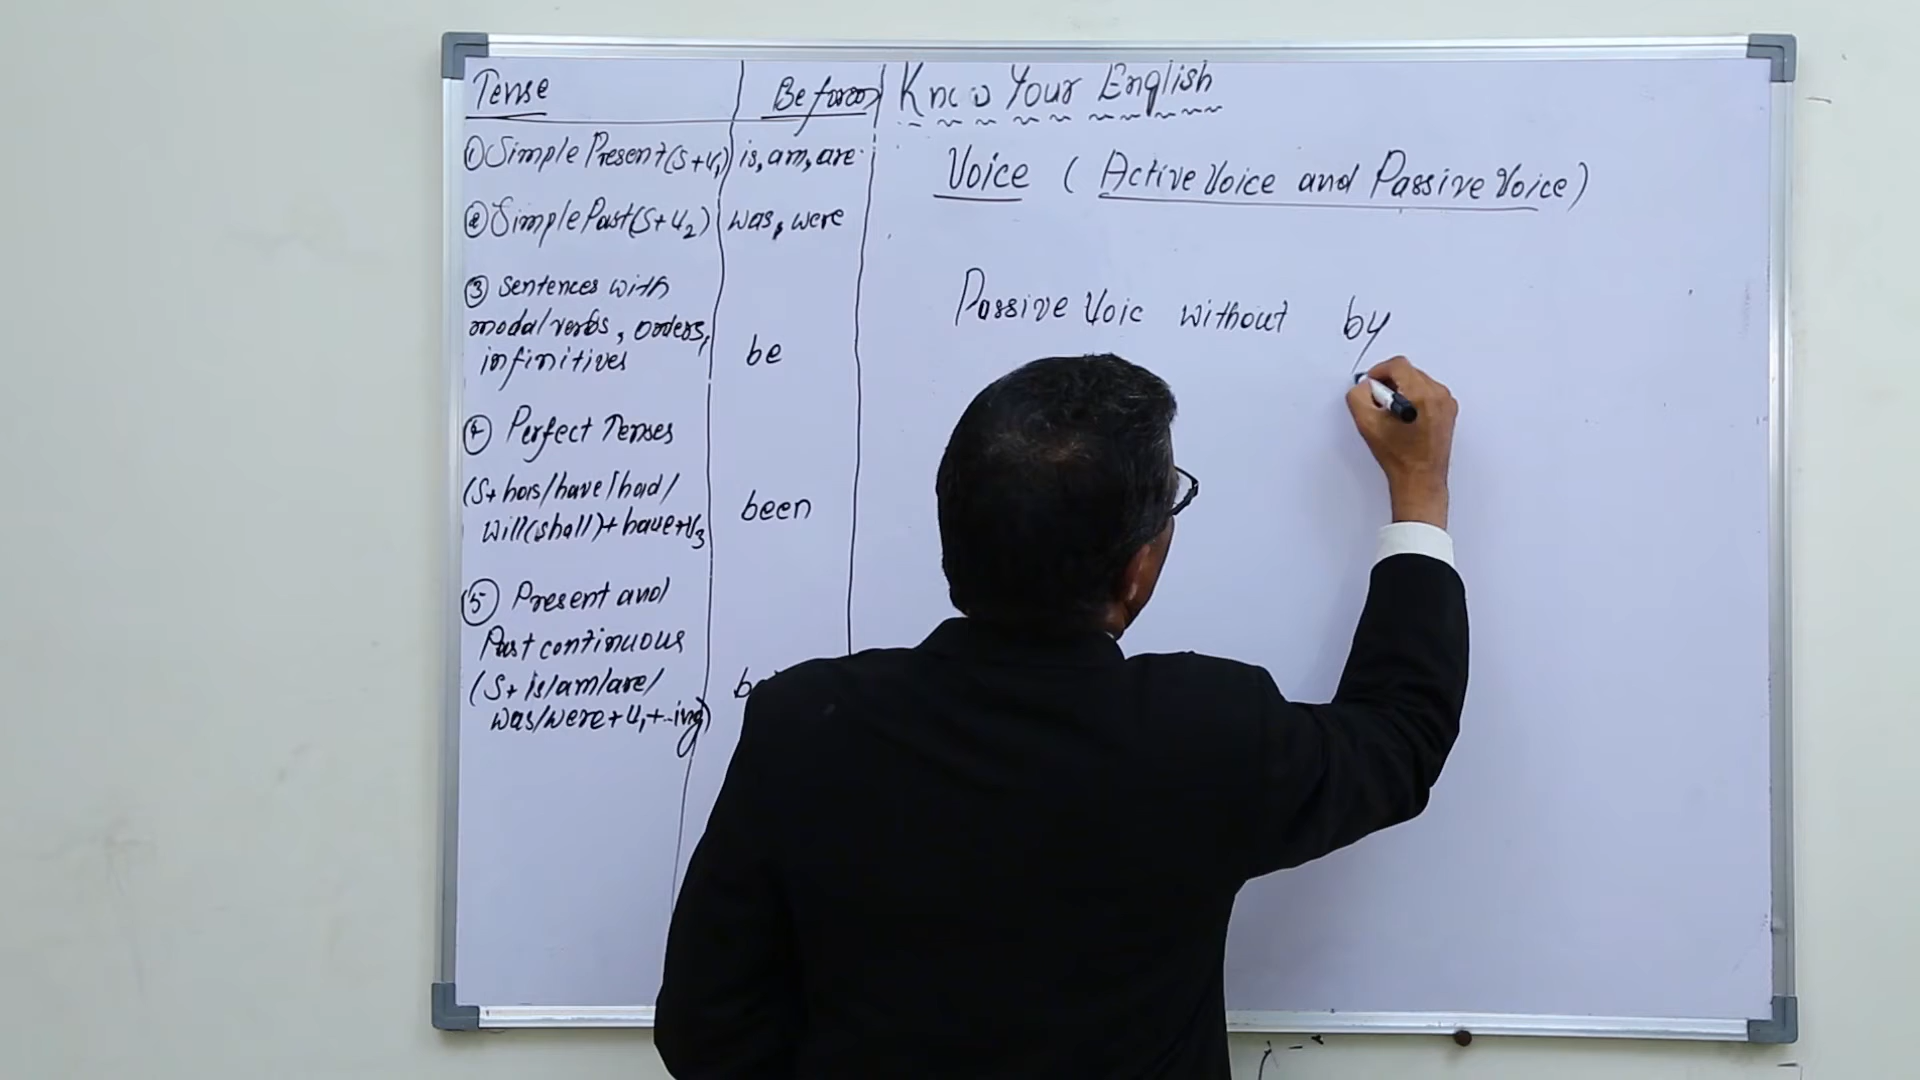 Tense
Be forms
Know Your English
① Simple Present (S+V₁)
is, am, are
Voice (Active Voice and Passive Voice)
② Simple Past (S+V₂)
was, were
③ Sentences with
modal verbs, orders,
infinitives
be
Passive Voic without by
④ Perfect Tenses
(S+ has/have/had/
will(shall)+have+V₃
been
⑤ Present and
Past continuous
(S+ is/am/are/
was/were+V₁+-ing)